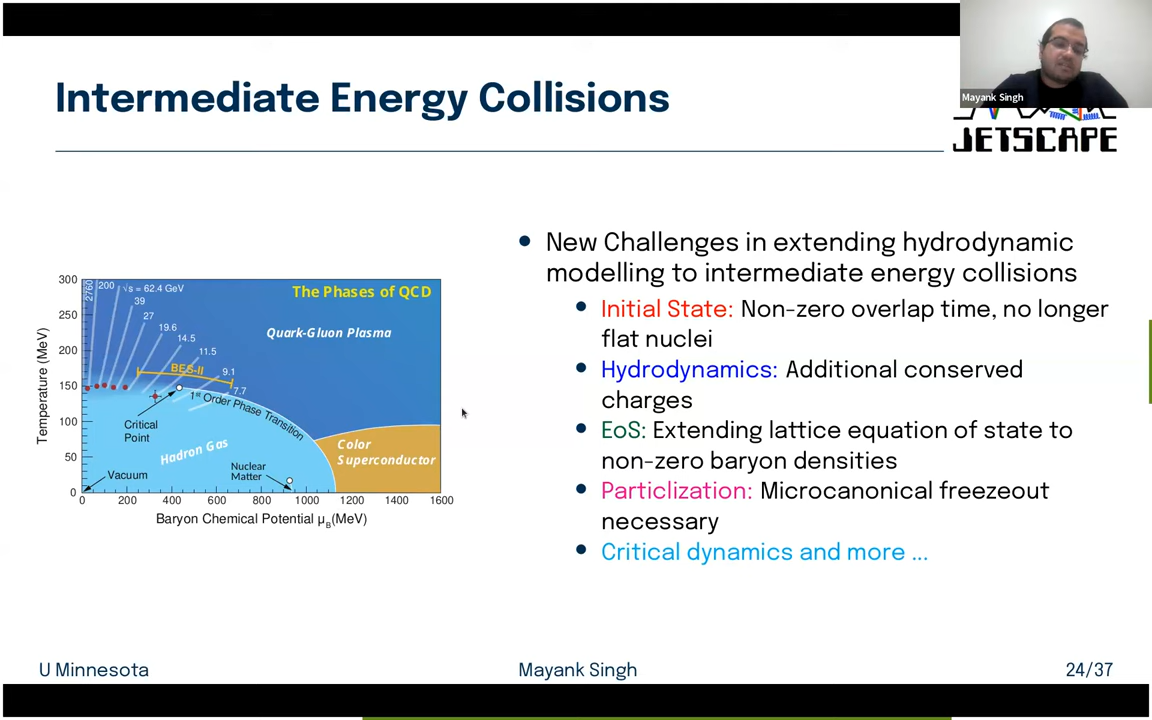 Intermediate Energy Collisions
Mayank Singh
JETSCAPE
New Challenges in extending hydrodynamic
modelling to intermediate energy collisions
Initial State: Non-zero overlap time, no longer
flat nuclei
Hydrodynamics: Additional conserved
charges
EoS: Extending lattice equation of state to
non-zero baryon densities
Particlization: Microcanonical freezeout
necessary
Critical dynamics and more ...
The Phases of QCD
Quark-Gluon Plasma
2760
200
√s = 62.4 GeV
39
27
19.6
14.5
11.5
9.1
7.7
BES-II
1st Order Phase Transition
Critical
Point
Hadron Gas
Color
Superconductor
Nuclear
Matter
Vacuum
Temperature (MeV)
300
250
200
150
100
50
0
0 200 400 600 800 1000 1200 1400 1600
Baryon Chemical Potential μB(MeV)
U Minnesota
Mayank Singh
24/37